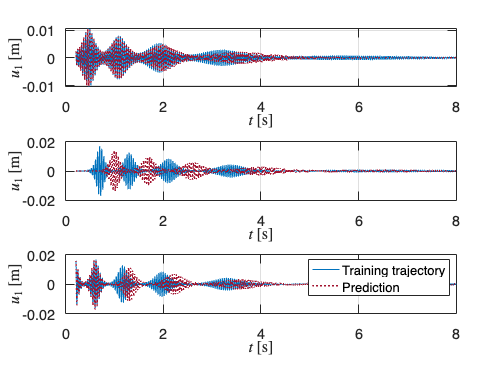 0.01
0
-0.01
u1 [m]
0 2 4 6 8
t [s]
0.02
0
-0.02
u1 [m]
0 2 4 6 8
t [s]
0.02
0
-0.02
u1 [m]
Training trajectory
Prediction
0 2 4 6 8
t [s]